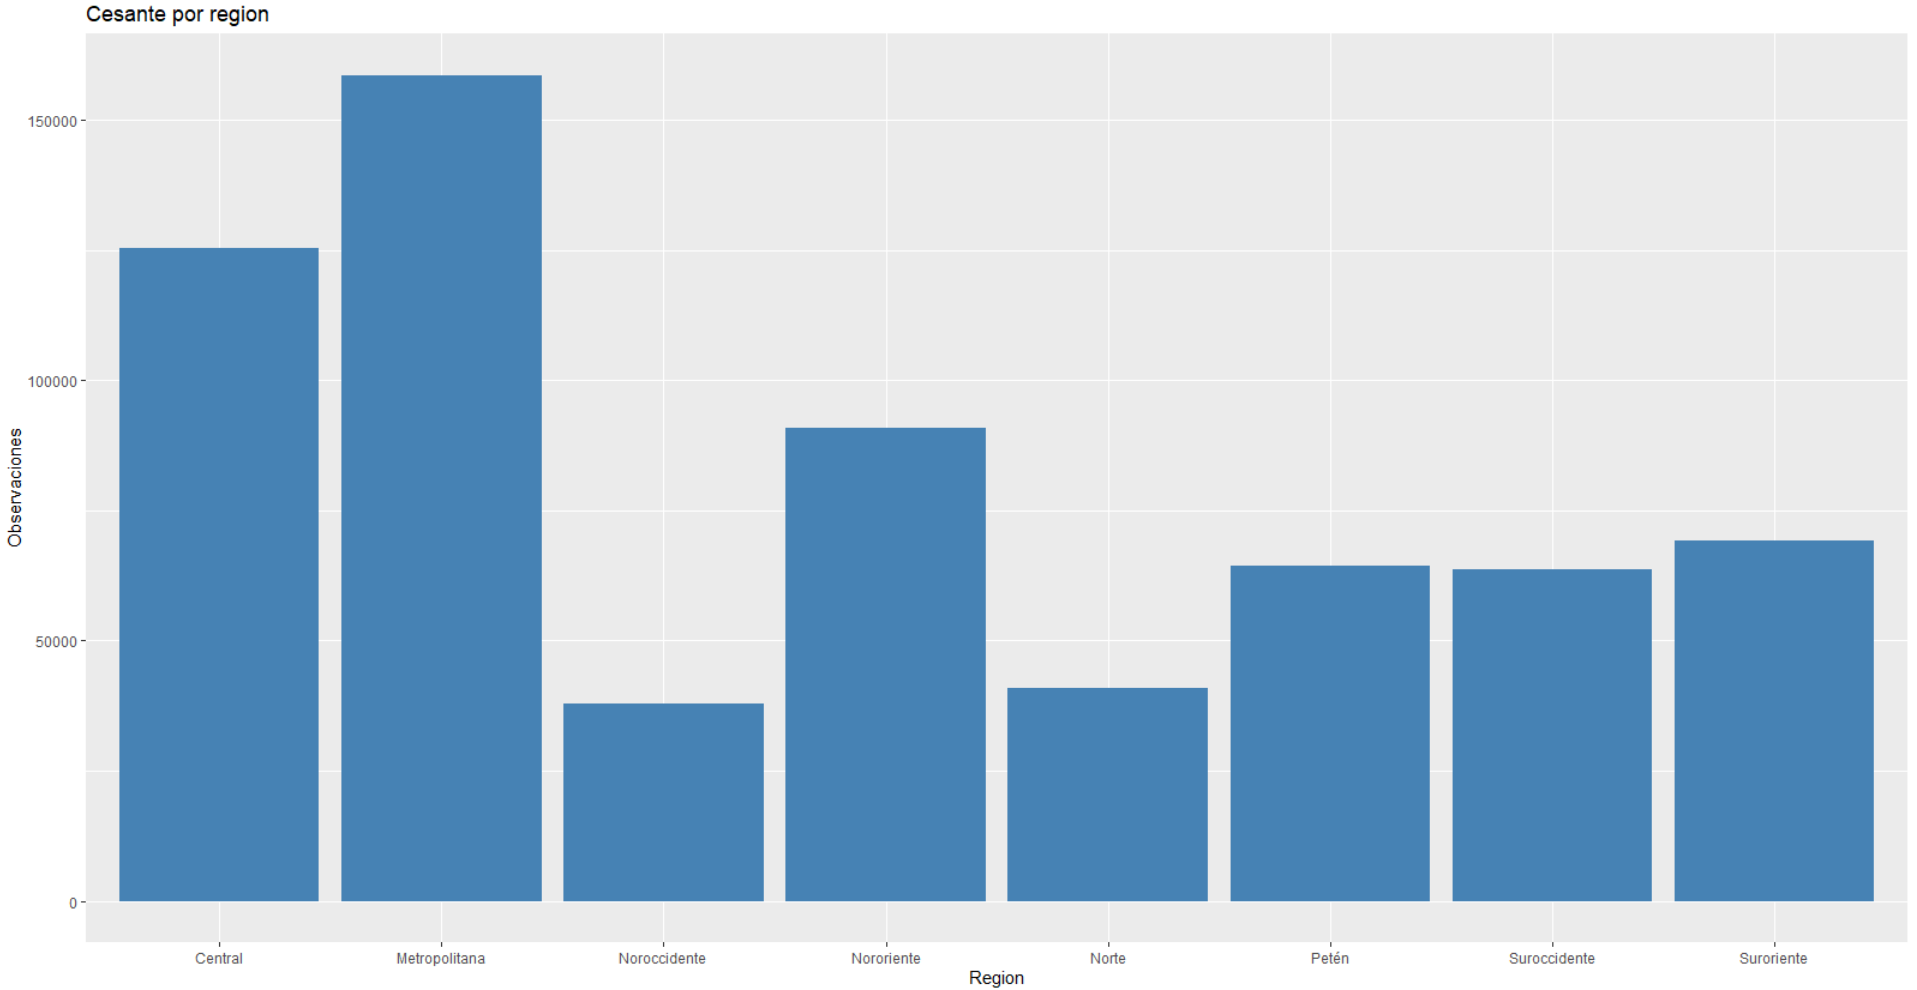 Cesante por region
Observaciones
150000
100000
50000
0
Central
Metropolitana
Noroccidente
Nororiente
Norte
Petén
Suroccidente
Suroriente
Region